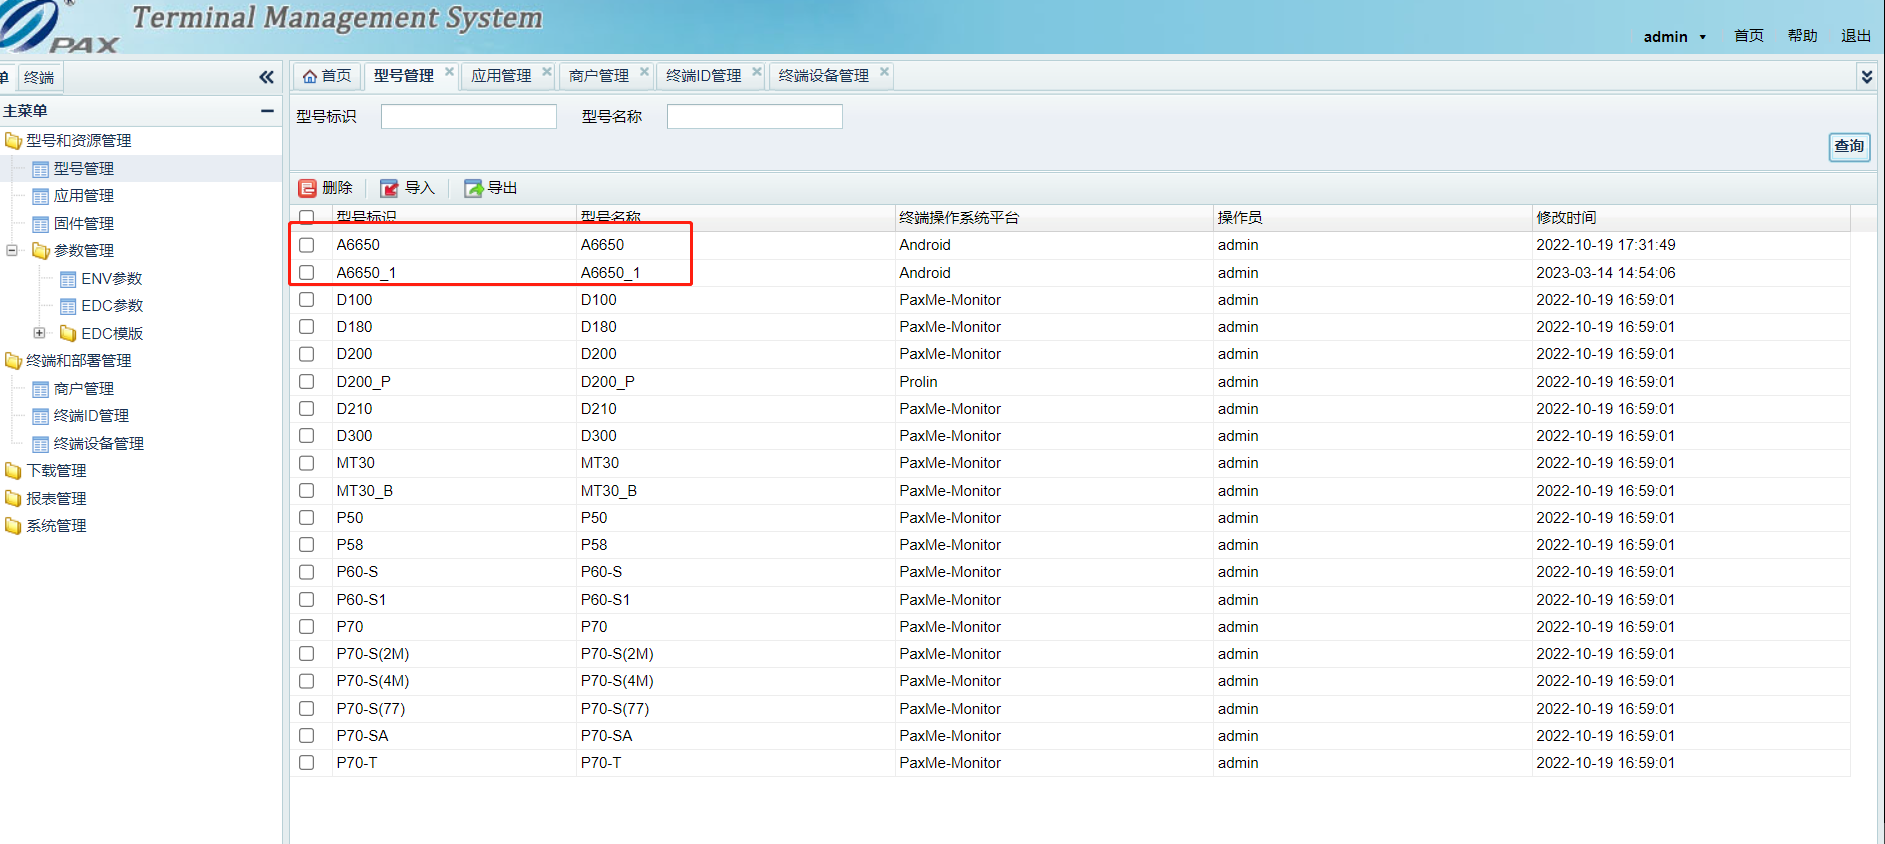 Terminal Management System
PAX
admin 首页 帮助 退出
单 终端
首页 型号管理 应用管理 商户管理 终端ID管理 终端设备管理
主菜单
型号和资源管理
型号管理
应用管理
固件管理
参数管理
ENV参数
EDC参数
EDC模版
终端和部署管理
商户管理
终端ID管理
终端设备管理
下载管理
报表管理
系统管理
型号标识 型号名称
查询
删除 导入 导出
型号标识 型号名称 终端操作系统平台 操作员 修改时间
A6650 A6650 Android admin 2022-10-19 17:31:49
A6650_1 A6650_1 Android admin 2023-03-14 14:54:06
D100 D100 PaxMe-Monitor admin 2022-10-19 16:59:01
D180 D180 PaxMe-Monitor admin 2022-10-19 16:59:01
D200 D200 PaxMe-Monitor admin 2022-10-19 16:59:01
D200_P D200_P Prolin admin 2022-10-19 16:59:01
D210 D210 PaxMe-Monitor admin 2022-10-19 16:59:01
D300 D300 PaxMe-Monitor admin 2022-10-19 16:59:01
MT30 MT30 PaxMe-Monitor admin 2022-10-19 16:59:01
MT30_B MT30_B PaxMe-Monitor admin 2022-10-19 16:59:01
P50 P50 PaxMe-Monitor admin 2022-10-19 16:59:01
P58 P58 PaxMe-Monitor admin 2022-10-19 16:59:01
P60-S P60-S PaxMe-Monitor admin 2022-10-19 16:59:01
P60-S1 P60-S1 PaxMe-Monitor admin 2022-10-19 16:59:01
P70 P70 PaxMe-Monitor admin 2022-10-19 16:59:01
P70-S(2M) P70-S(2M) PaxMe-Monitor admin 2022-10-19 16:59:01
P70-S(4M) P70-S(4M) PaxMe-Monitor admin 2022-10-19 16:59:01
P70-S(77) P70-S(77) PaxMe-Monitor admin 2022-10-19 16:59:01
P70-SA P70-SA PaxMe-Monitor admin 2022-10-19 16:59:01
P70-T P70-T PaxMe-Monitor admin 2022-10-19 16:59:01